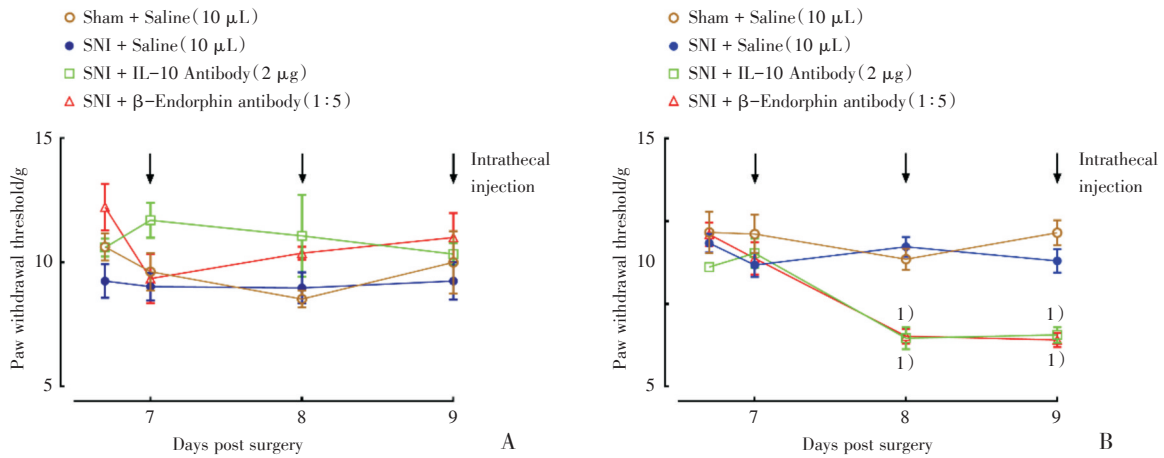 Sham + Saline(10 μL)
SNI + Saline(10 μL)
SNI + IL-10 Antibody(2 μg)
SNI + β-Endorphin antibody(1:5)
15
10
5
Paw withdrawal threshold/g
Intrathecal
injection
7 8 9
Days post surgery
A
Sham + Saline(10 μL)
SNI + Saline(10 μL)
SNI + IL-10 Antibody(2 μg)
SNI + β-Endorphin antibody(1:5)
15
10
5
Paw withdrawal threshold/g
Intrathecal
injection
1) 1)
1) 1)
7 8 9
Days post surgery
B